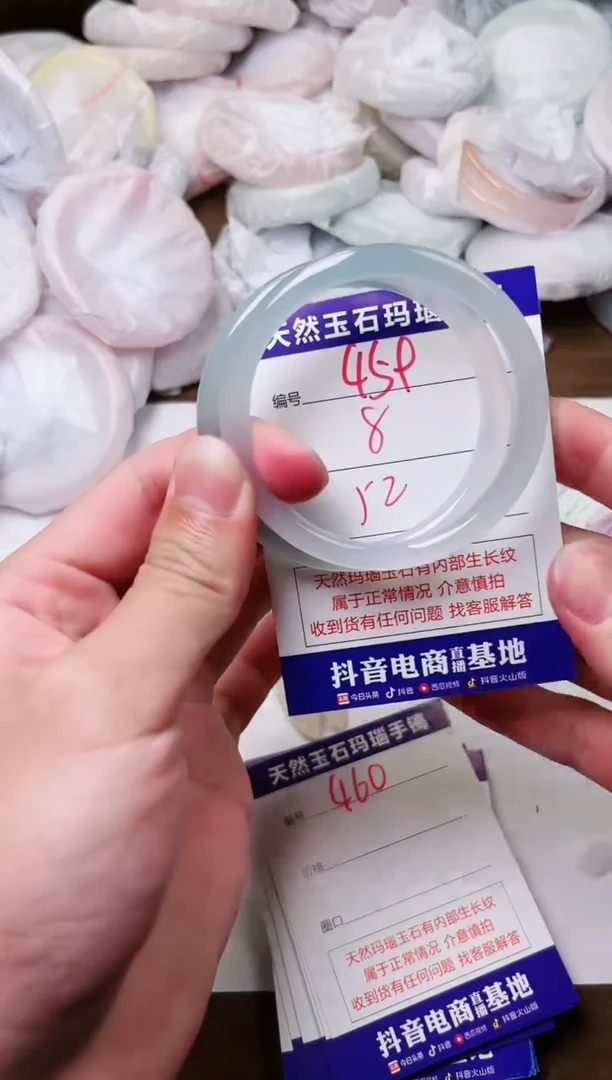 天然玉石玛瑙
编号 459
8
52
天然玛瑙玉石有内部生长纹
属于正常情况 介意慎拍
收到货有任何问题 找客服解答
抖音电商直播基地
头条 今日头条 抖音 西瓜视频 抖音火山版
天然玉石玛瑙手镯
编号 460
价格
圈口
天然玛瑙玉石有内部生长纹
属于正常情况 介意慎拍
收到货有任何问题 找客服解答
抖音电商直播基地
今日头条 抖音 西瓜视频 抖音火山版